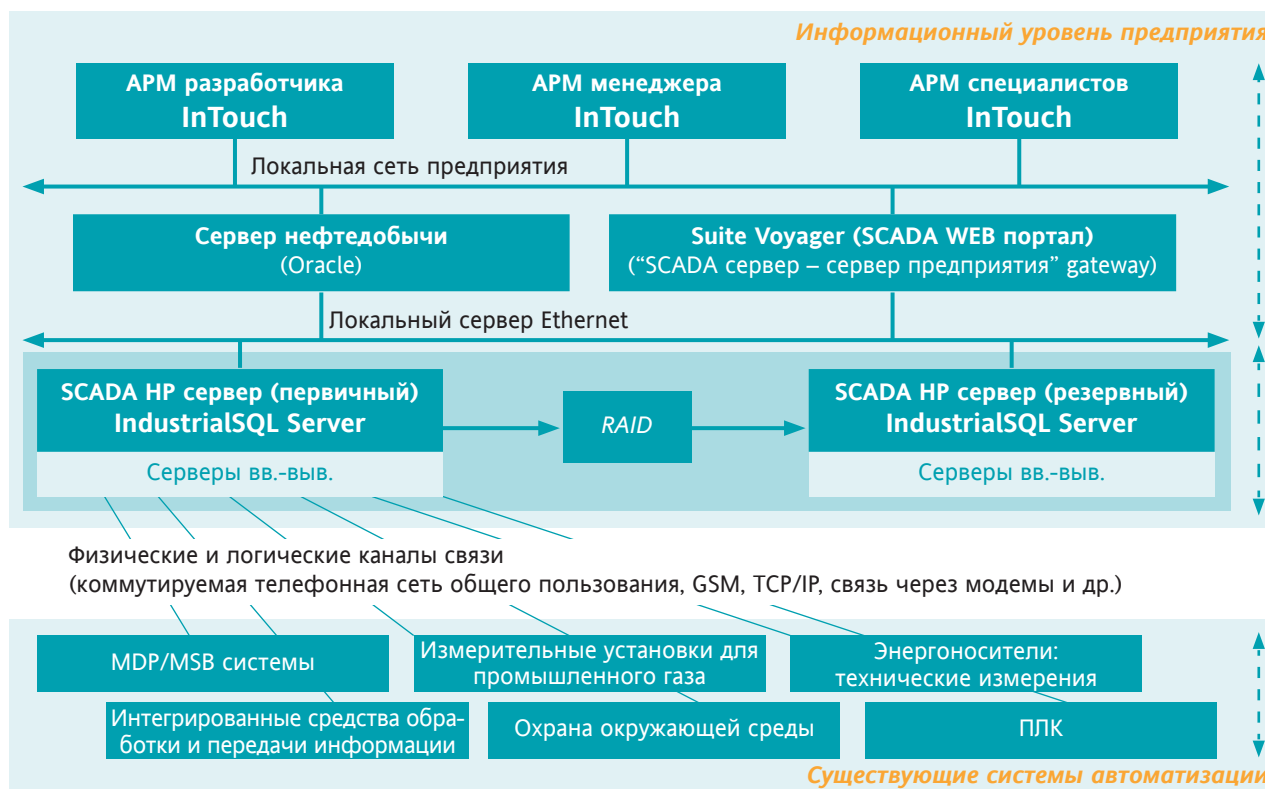 Информационный уровень предприятия
АРМ разработчика
InTouch
АРМ менеджера
InTouch
АРМ специалистов
InTouch
Локальная сеть предприятия
Сервер нефтедобычи
(Oracle)
Suite Voyager (SCADA WEB портал)
(“SCADA сервер – сервер предприятия” gateway)
Локальный сервер Ethernet
SCADA HP сервер (первичный)
IndustrialSQL Server
Серверы вв.-выв.
RAID
SCADA HP сервер (резервный)
IndustrialSQL Server
Серверы вв.-выв.
Физические и логические каналы связи
(коммутируемая телефонная сеть общего пользования, GSM, TCP/IP, связь через модемы и др.)
MDP/MSB системы
Измерительные установки для
промышленного газа
Энергоносители:
технические измерения
Интегрированные средства обра-
ботки и передачи информации
Охрана окружающей среды
ПЛК
Существующие системы автоматизации